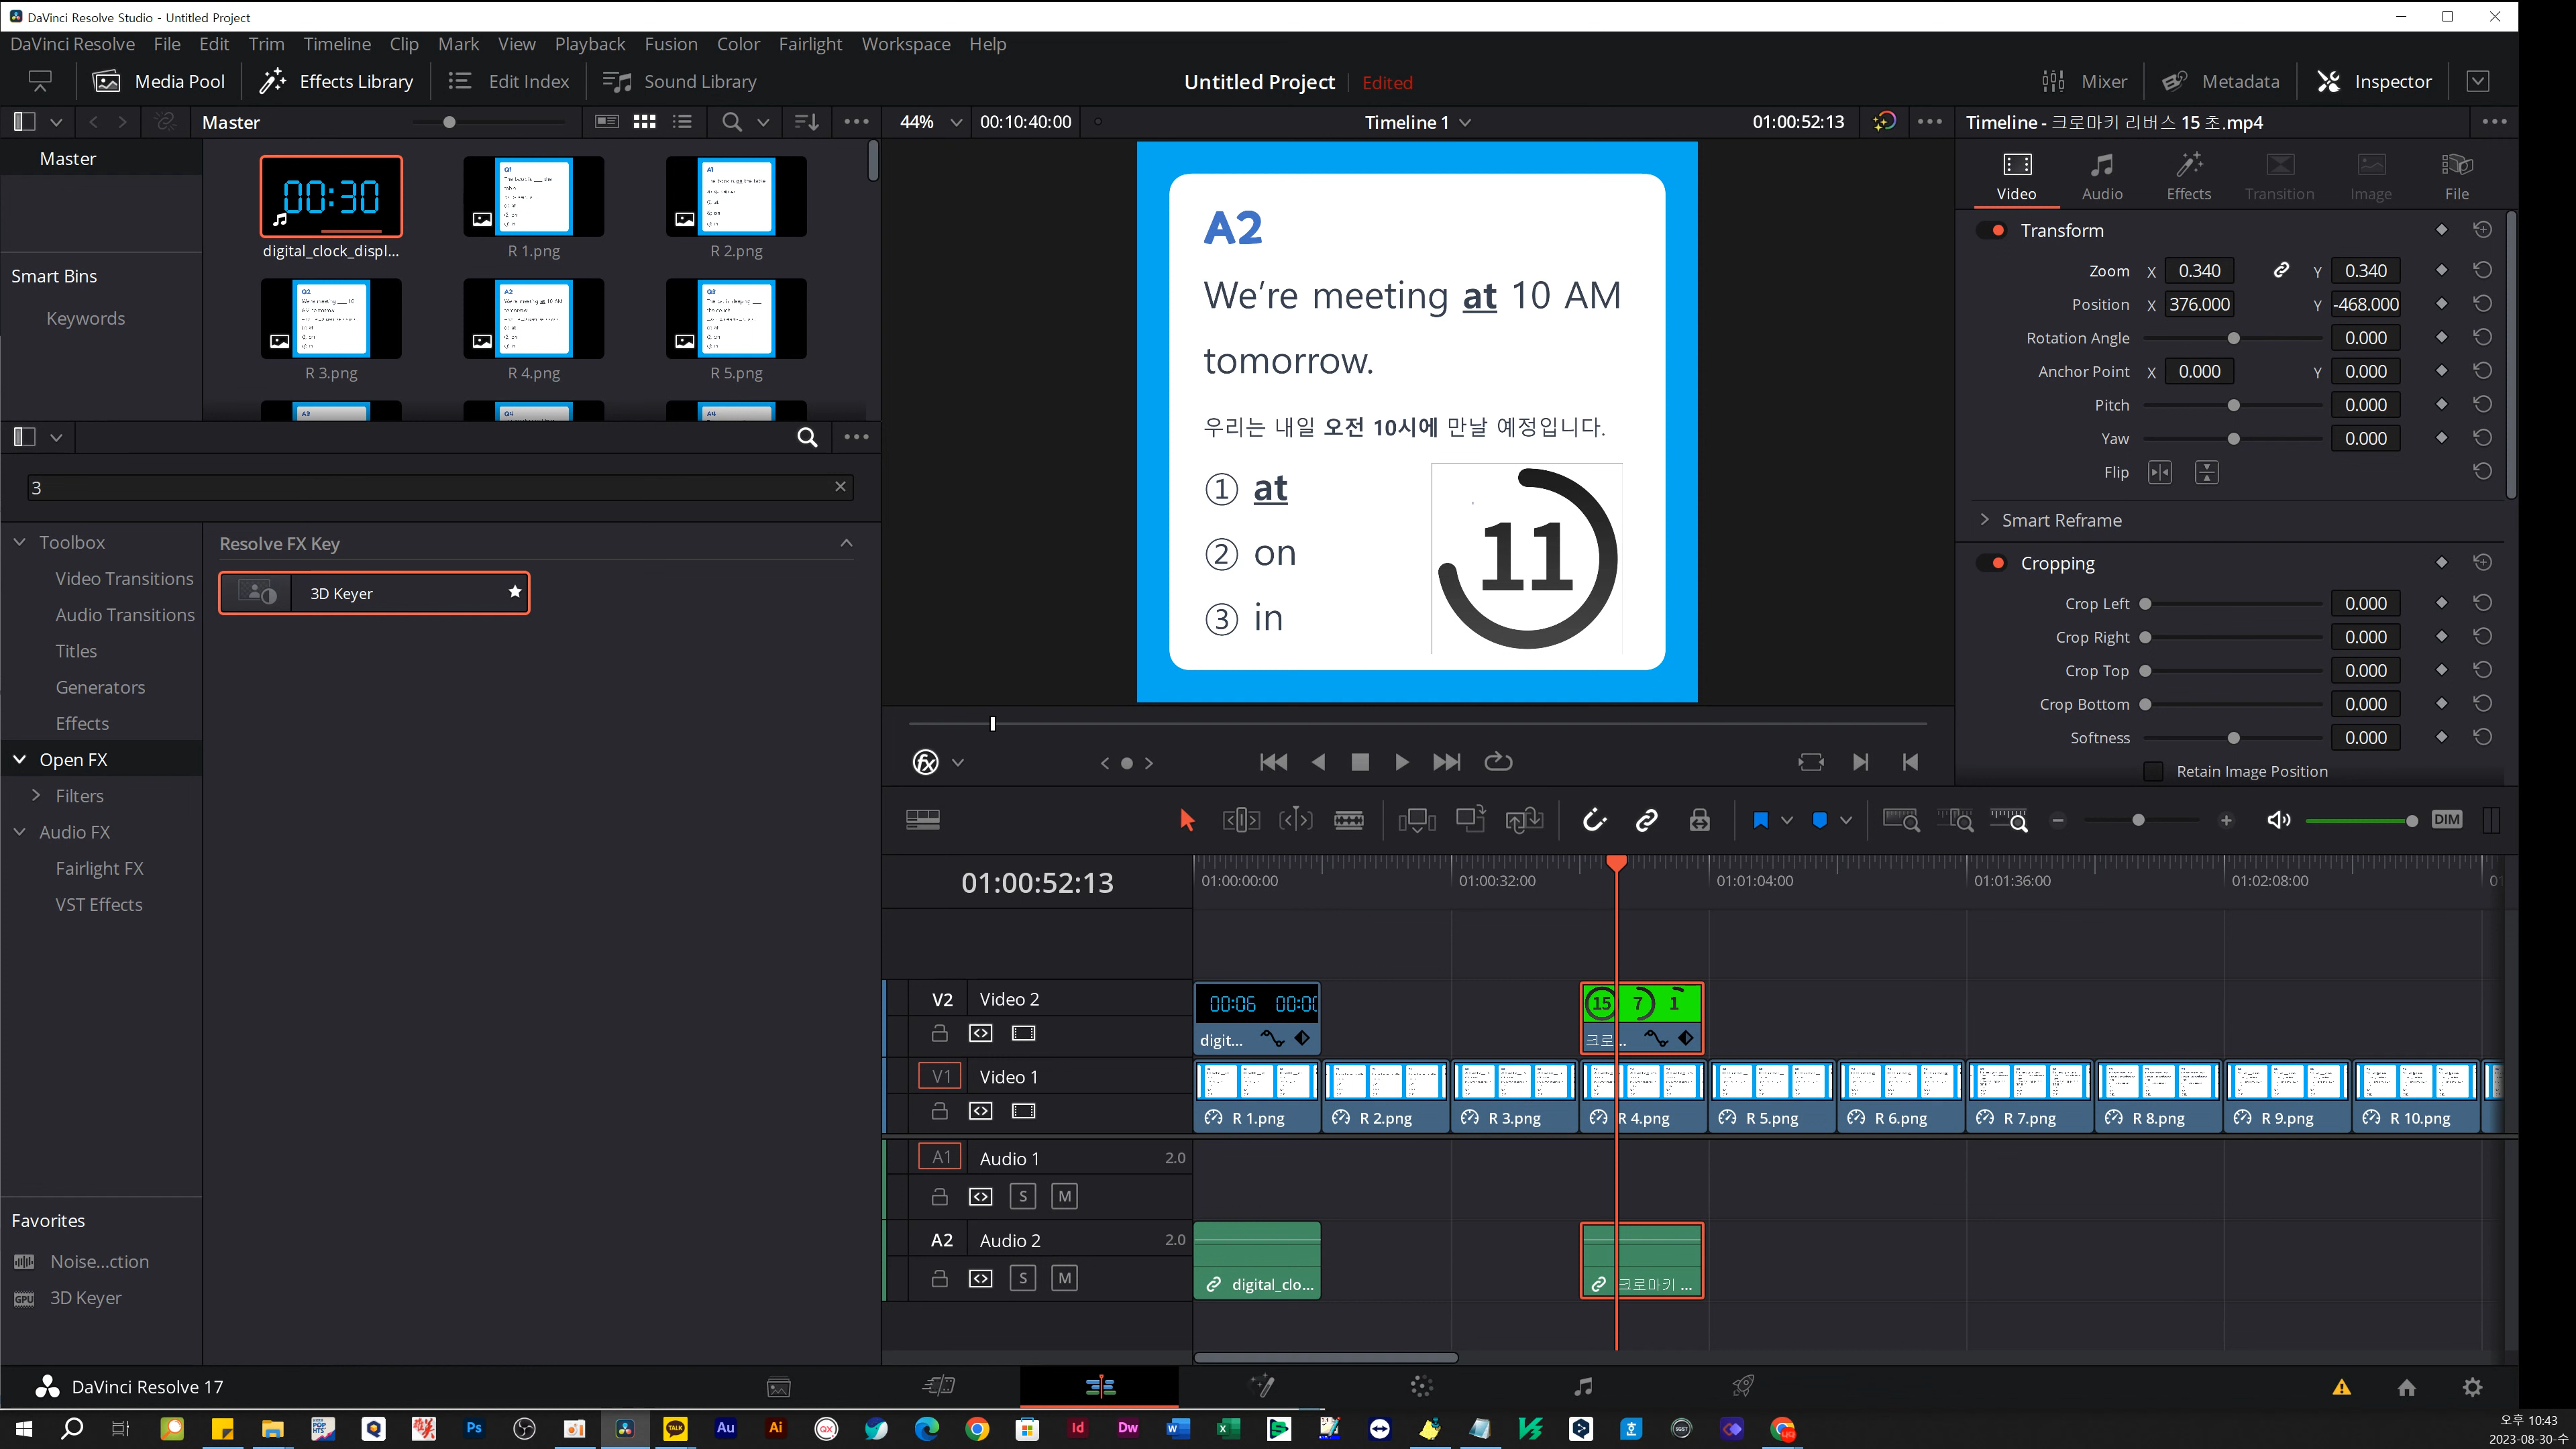 DaVinci Resolve Studio - Untitled Project
DaVinci Resolve File Edit Trim Timeline Clip Mark View Playback Fusion Color Fairlight Workspace Help
Media Pool Effects Library Edit Index Sound Library Untitled Project Edited Mixer Metadata Inspector
Master 44% 00:10:40:00 Timeline 1 01:00:52:13 Timeline - 크로마키 리버스 15 초.mp4
Master
Smart Bins
Keywords
00:30
digital_clock_displ...
R 1.png
R 2.png
R 3.png
R 4.png
R 5.png
3
Toolbox
Video Transitions
Audio Transitions
Titles
Generators
Effects
Open FX
Filters
Audio FX
Fairlight FX
VST Effects
Favorites
Noise...ction
3D Keyer
Resolve FX Key
3D Keyer
A2
We're meeting at 10 AM
tomorrow.
우리는 내일 오전 10시에 만날 예정입니다.
① at
② on
③ in
11
Video Audio Effects Transition Image File
Transform
Zoom X 0.340 Y 0.340
Position X 376.000 Y -468.000
Rotation Angle 0.000
Anchor Point X 0.000 Y 0.000
Pitch 0.000
Yaw 0.000
Flip
Smart Reframe
Cropping
Crop Left 0.000
Crop Right 0.000
Crop Top 0.000
Crop Bottom 0.000
Softness 0.000
Retain Image Position
DIM
01:00:52:13
01:00:00:00 01:00:32:00 01:01:04:00 01:01:36:00 01:02:08:00
V2 Video 2
00:06 15 7 1
digit... 크로...
V1 Video 1
R 1.png R 2.png R 3.png R 4.png R 5.png R 6.png R 7.png R 8.png R 9.png R 10.png
A1 Audio 1 2.0
S M
A2 Audio 2 2.0
S M
digital_clo... 크로마키 ...
DaVinci Resolve 17
오후 10:43
2023-08-30-수